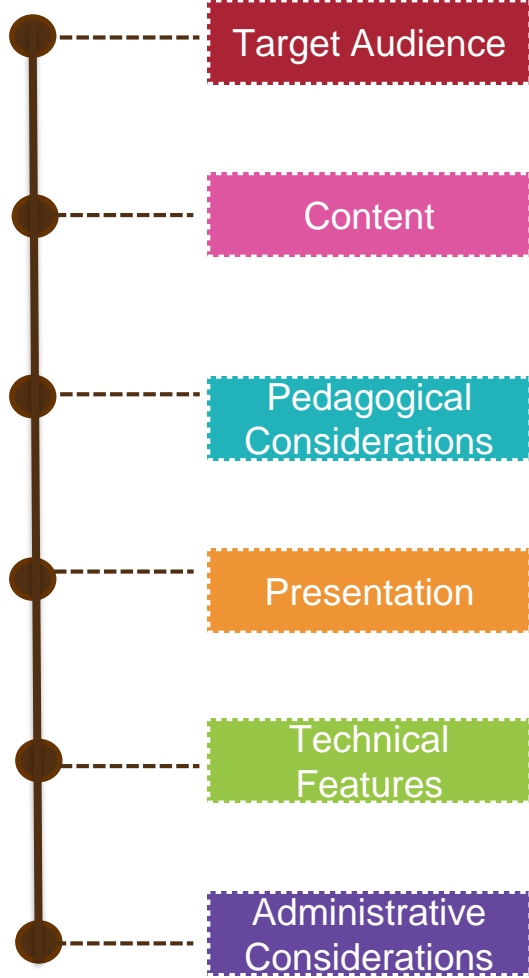 Target Audience
Content
Pedagogical
Considerations
Presentation
Technical
Features
Administrative
Considerations